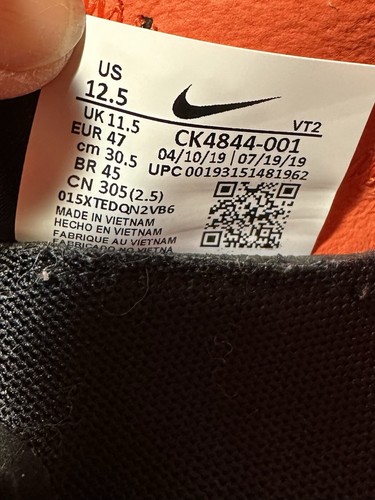 US
12.5
UK 11.5
EUR 47
cm 30.5
BR 45
CN 305(2.5)
015XTEDQN2VB6
MADE IN VIETNAM
HECHO EN VIETNAM
FABRIQUE AU VIETNAM
FABRICADO NO VIETNA
VT2
CK4844-001
04/10/19 | 07/19/19
UPC 00193151481962